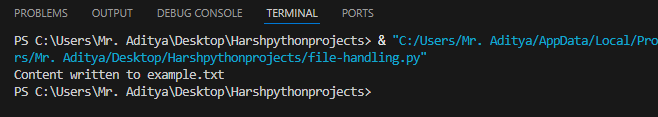 PROBLEMS OUTPUT DEBUG CONSOLE TERMINAL PORTS
PS C:\Users\Mr. Aditya\Desktop\Harshpythonprojects> & "C:/Users/Mr. Aditya/AppData/Local/Pro
rs/Mr. Aditya/Desktop/Harshpythonprojects/file-handling.py"
Content written to example.txt
PS C:\Users\Mr. Aditya\Desktop\Harshpythonprojects>